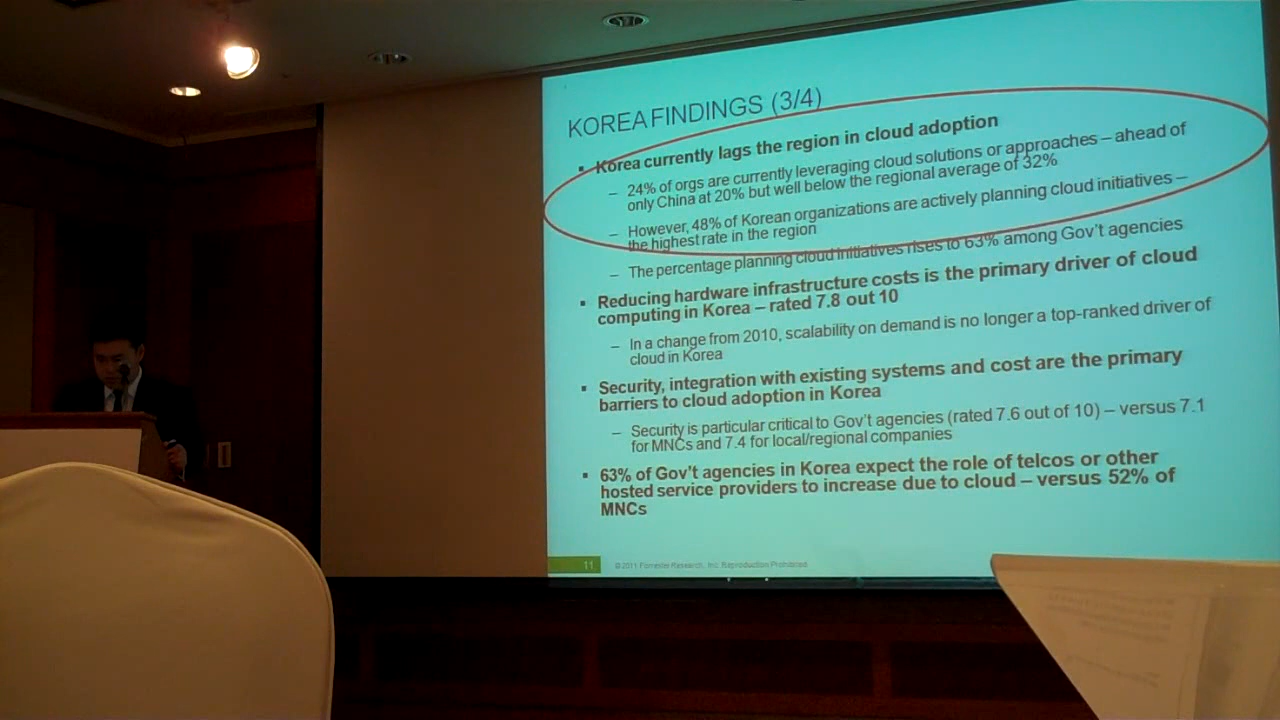 KOREA FINDINGS (3/4)
▪ Korea currently lags the region in cloud adoption
– 24% of orgs are currently leveraging cloud solutions or approaches – ahead of
only China at 20% but well below the regional average of 32%
– However, 48% of Korean organizations are actively planning cloud initiatives –
the highest rate in the region
– The percentage planning cloud initiatives rises to 63% among Gov't agencies
▪ Reducing hardware infrastructure costs is the primary driver of cloud
computing in Korea – rated 7.8 out 10
– In a change from 2010, scalability on demand is no longer a top-ranked driver of
cloud in Korea
▪ Security, integration with existing systems and cost are the primary
barriers to cloud adoption in Korea
– Security is particular critical to Gov't agencies (rated 7.6 out of 10) – versus 7.1
for MNCs and 7.4 for local/regional companies
▪ 63% of Gov't agencies in Korea expect the role of telcos or other
hosted service providers to increase due to cloud – versus 52% of
MNCs
11 © 2011 Forrester Research, Inc. Reproduction Prohibited